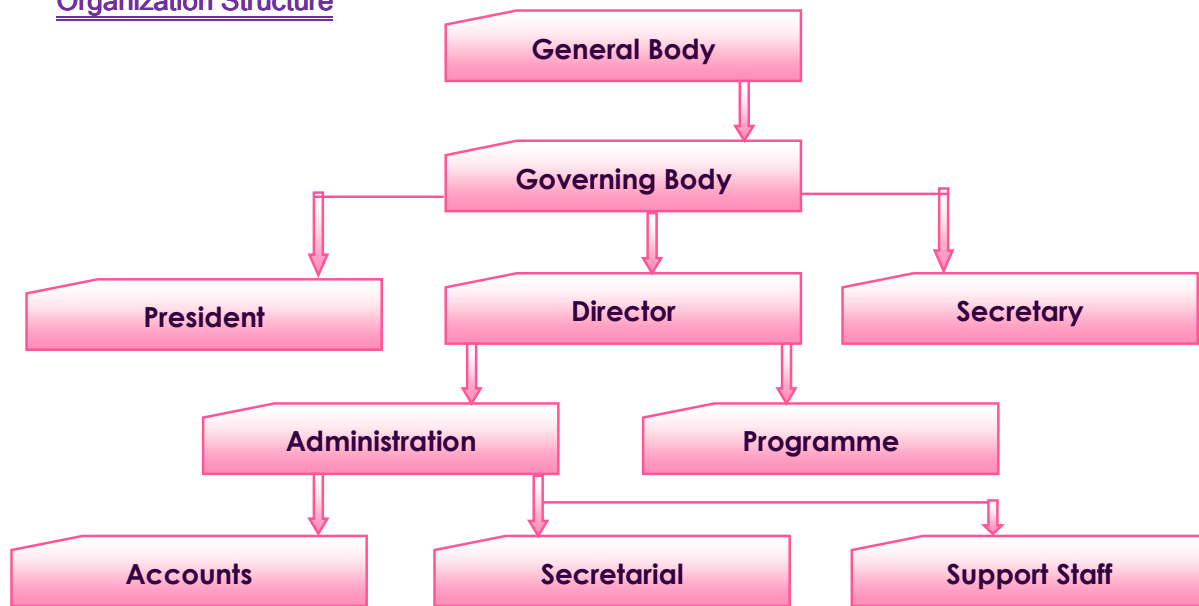 Organization Structure
General Body
Governing Body
President
Director
Secretary
Administration
Programme
Accounts
Secretarial
Support Staff